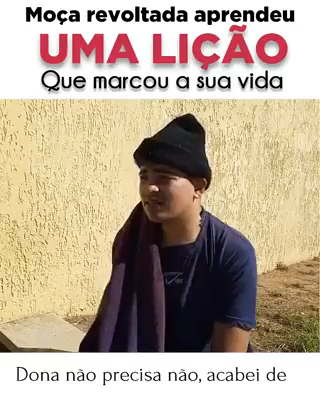 Moça revoltada aprendeu
UMA LIÇÃO
Que marcou a sua vida
Dona não precisa não, acabei de